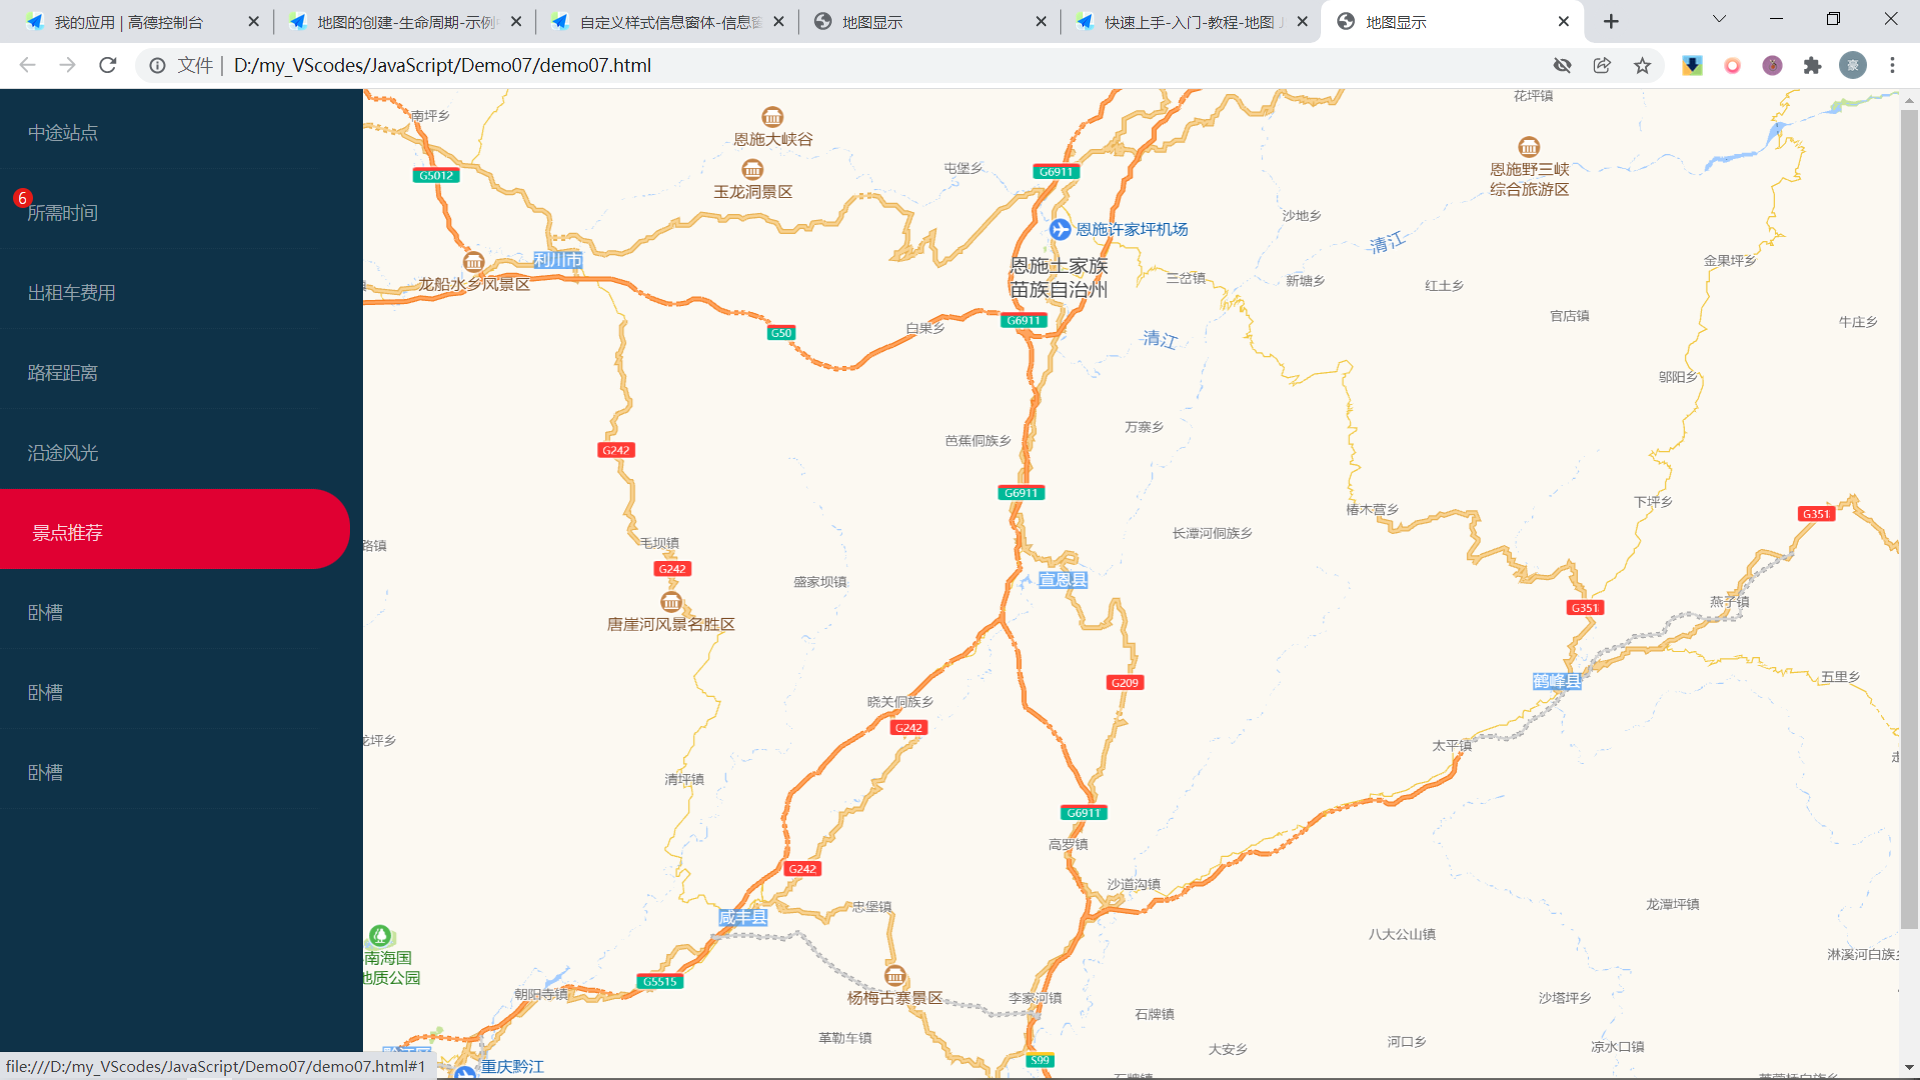 我的应用 | 高德控制台
地图的创建-生命周期-示例
自定义样式信息窗体-信息窗
地图显示
快速上手-入门-教程-地图 J
地图显示
文件 | D:/my_VScodes/JavaScript/Demo07/demo07.html
豪
中途站点
6
所需时间
出租车费用
路程距离
沿途风光
景点推荐
卧槽
卧槽
卧槽
南坪乡
恩施大峡谷
花坪镇
G5012
玉龙洞景区
屯堡乡
G6911
恩施野三峡
综合旅游区
沙地乡
恩施许家坪机场
清江
利川市
龙船水乡风景区
恩施土家族
苗族自治州
三岔镇
新塘乡
红土乡
金果坪乡
G50
白果乡
G6911
清江
官店镇
牛庄乡
邬阳乡
G242
芭蕉侗族乡
万寨乡
G6911
椿木营乡
下坪乡
G351
路镇
毛坝镇
长潭河侗族乡
G242
盛家坝镇
宣恩县
唐崖河风景名胜区
G351
燕子镇
G209
鹤峰县
五里乡
晓关侗族乡
G242
龙坪乡
太平镇
走
清坪镇
G6911
高罗镇
G242
沙道沟镇
忠堡镇
咸丰县
龙潭坪镇
八大公山镇
南海国
地质公园
淋溪河白族乡
G5515
朝阳寺镇
杨梅古寨景区
李家河镇
沙塔坪乡
石牌镇
革勒车镇
大安乡
河口乡
凉水口镇
黔江区
重庆黔江
S99
石牌镇
file:///D:/my_VScodes/JavaScript/Demo07/demo07.html#1